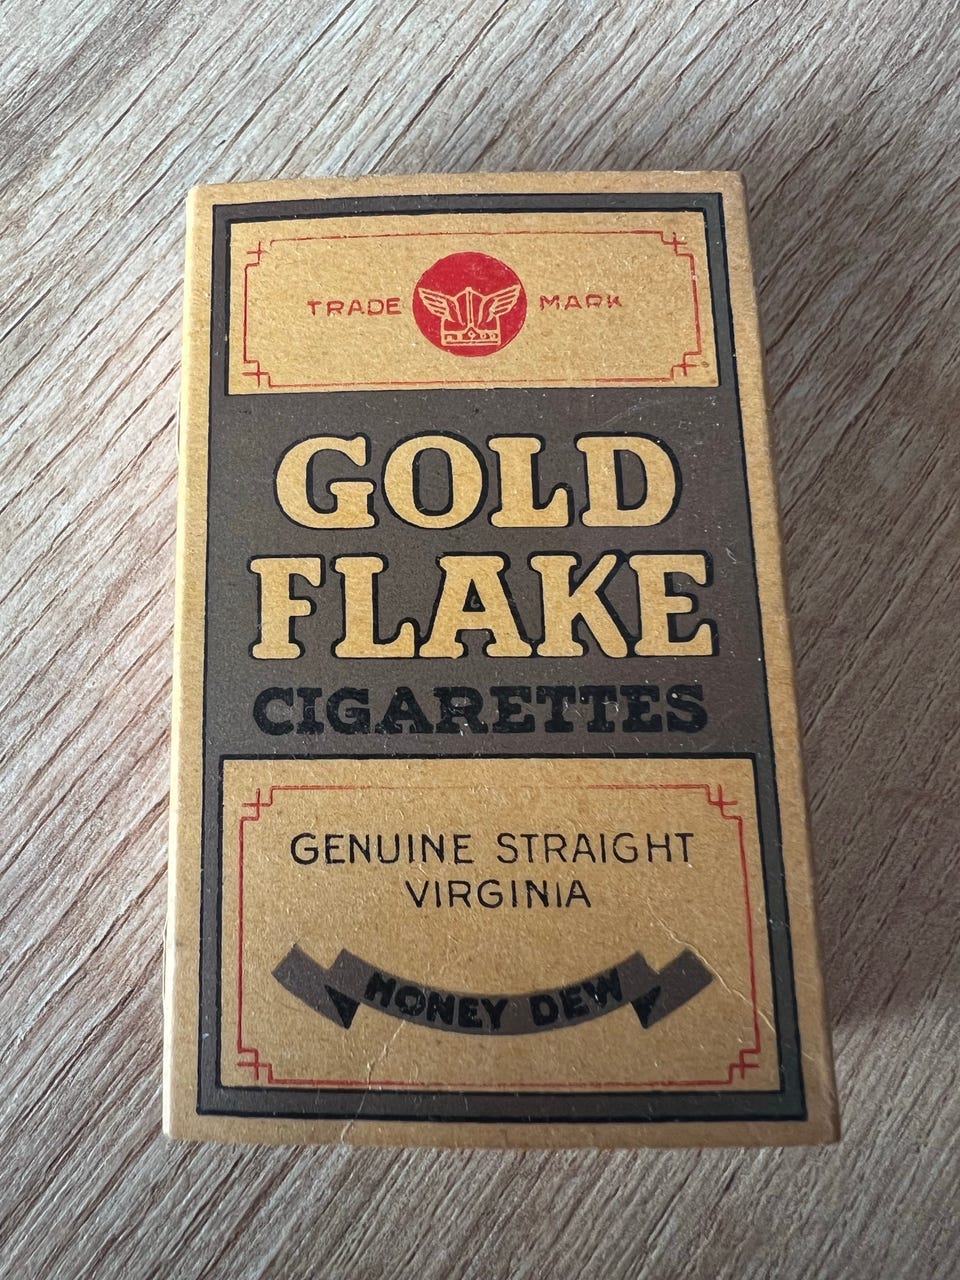 TRADE MARK
GOLD
FLAKE
CIGARETTES
GENUINE STRAIGHT
VIRGINIA
HONEY DEW